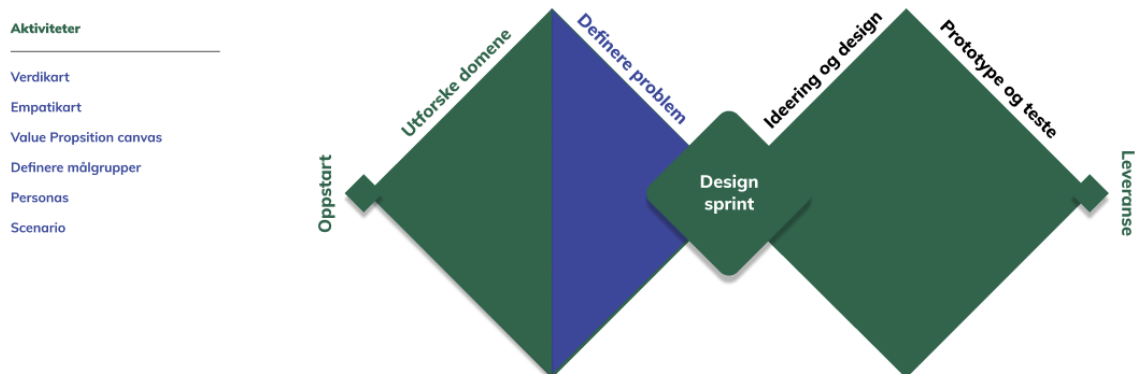 Aktiviteter
Verdikart
Empatikart
Value Propsition canvas
Definere målgrupper
Personas
Scenario
Oppstart
Utforske domene
Definere problem
Design
sprint
Ideering og design
Prototype og teste
Leveranse